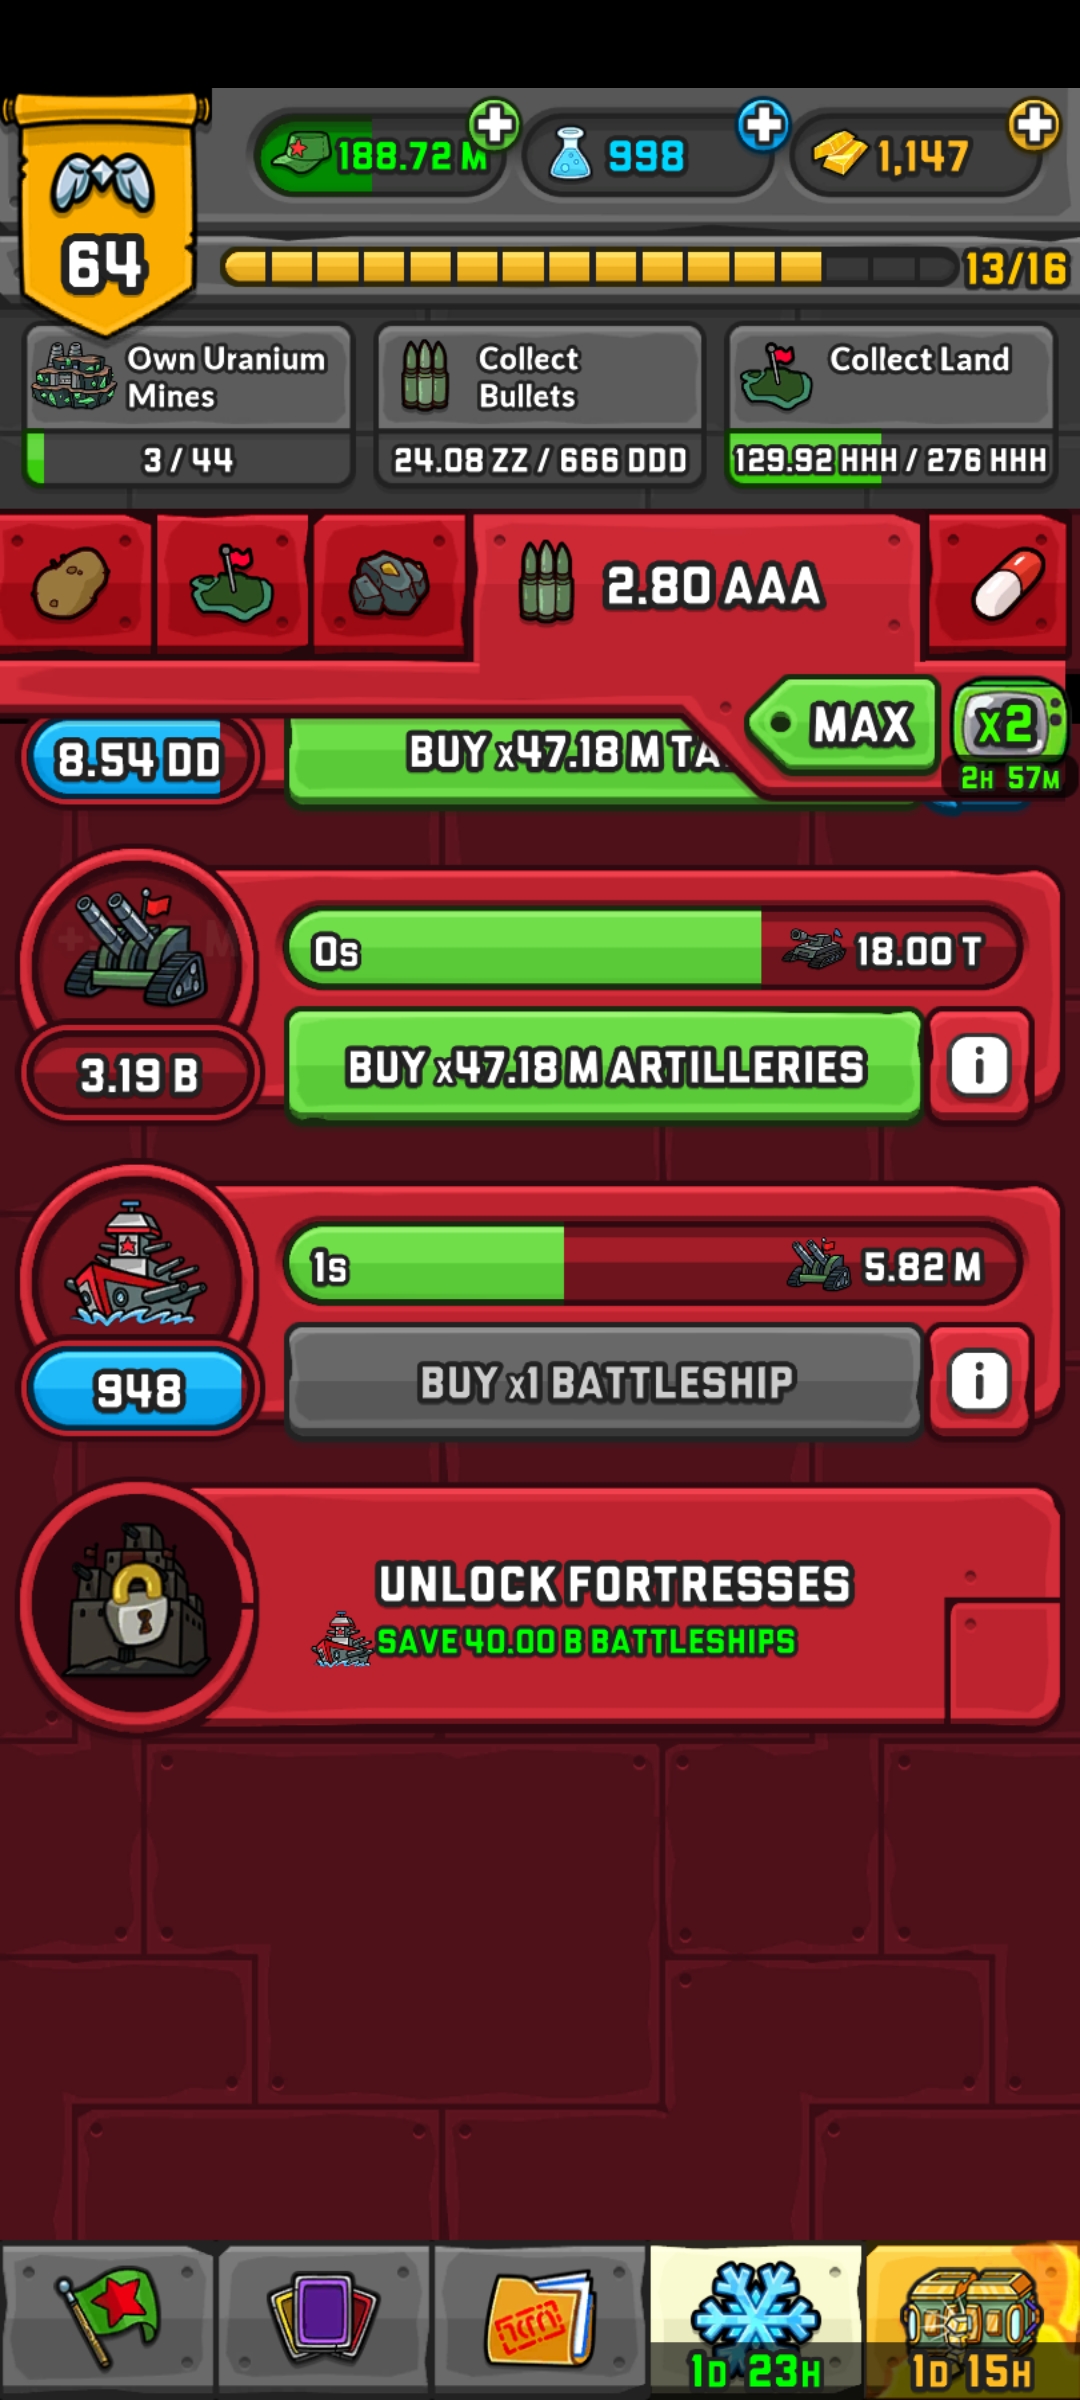 188.72 M
998
1,147
64
13/16
Own Uranium
Mines
3 / 44
Collect
Bullets
24.08 ZZ / 666 DDD
Collect Land
129.92 HHH / 276 HHH
2.80 AAA
MAX
x2
2H 57M
8.54 DD
BUY x47.18 M TA
0s
18.00 T
3.19 B
BUY x47.18 M ARTILLERIES
i
1s
5.82 M
948
BUY x1 BATTLESHIP
i
UNLOCK FORTRESSES
SAVE 40.00 B BATTLESHIPS
1D 23H
1D 15H